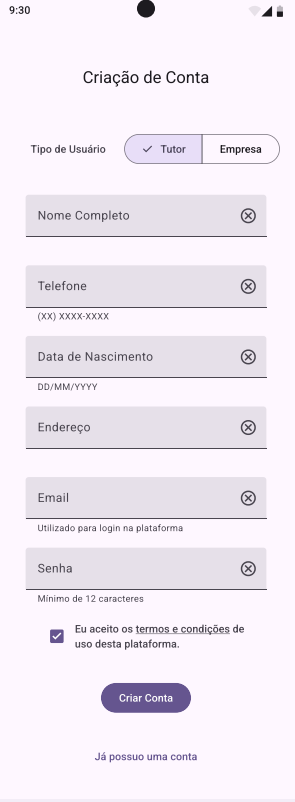 9:30
Criação de Conta
Tipo de Usuário
Tutor
Empresa
Nome Completo
Telefone
(XX) XXXX-XXXX
Data de Nascimento
DD/MM/YYYY
Endereço
Email
Utilizado para login na plataforma
Senha
Mínimo de 12 caracteres
Eu aceito os termos e condições de
uso desta plataforma.
Criar Conta
Já possuo uma conta